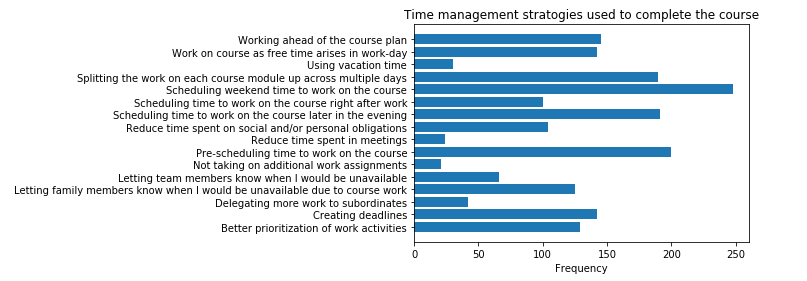 Time management stratogies used to complete the course
Working ahead of the course plan
Work on course as free time arises in work-day
Using vacation time
Splitting the work on each course module up across multiple days
Scheduling weekend time to work on the course
Scheduling time to work on the course right after work
Scheduling time to work on the course later in the evening
Reduce time spent on social and/or personal obligations
Reduce time spent in meetings
Pre-scheduling time to work on the course
Not taking on additional work assignments
Letting team members know when I would be unavailable
Letting family members know when I would be unavailable due to course work
Delegating more work to subordinates
Creating deadlines
Better prioritization of work activities
0 50 100 150 200 250
Frequency